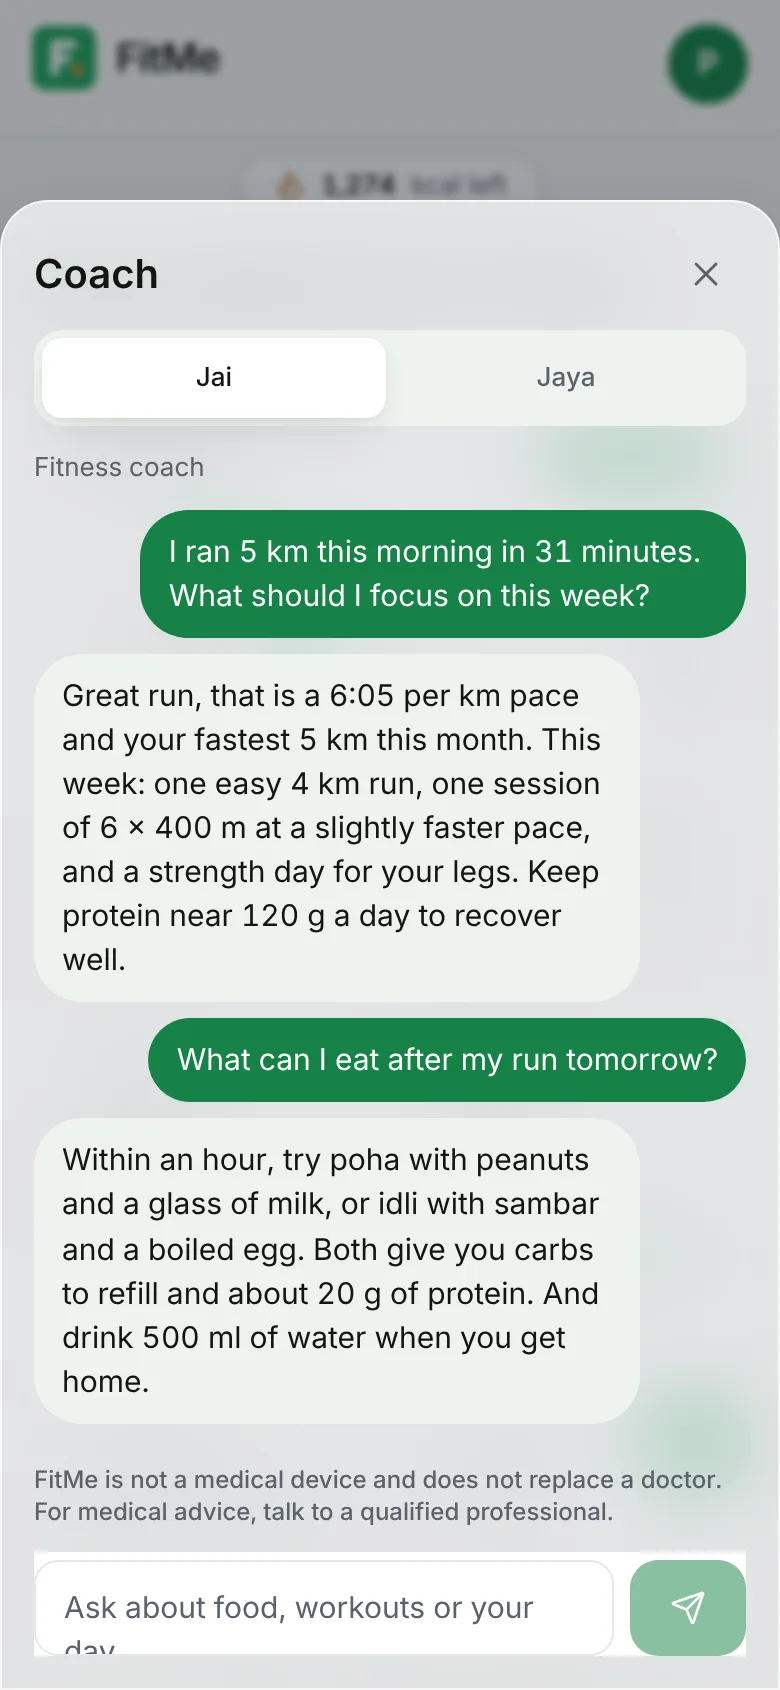 F.
FitMe
P
1,274 kcal left
Coach
Jai
Jaya
Fitness coach
I ran 5 km this morning in 31 minutes.
What should I focus on this week?
Great run, that is a 6:05 per km pace
and your fastest 5 km this month. This
week: one easy 4 km run, one session
of 6 × 400 m at a slightly faster pace,
and a strength day for your legs. Keep
protein near 120 g a day to recover
well.
What can I eat after my run tomorrow?
Within an hour, try poha with peanuts
and a glass of milk, or idli with sambar
and a boiled egg. Both give you carbs
to refill and about 20 g of protein. And
drink 500 ml of water when you get
home.
FitMe is not a medical device and does not replace a doctor.
For medical advice, talk to a qualified professional.
Ask about food, workouts or your
day